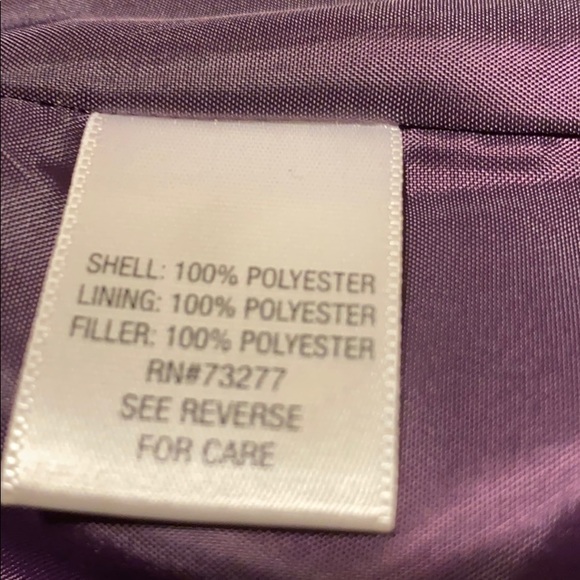 SHELL: 100% POLYESTER
LINING: 100% POLYESTER
FILLER: 100% POLYESTER
RN#73277
SEE REVERSE
FOR CARE